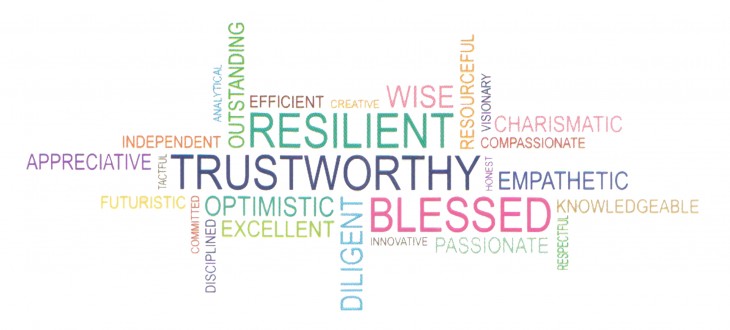 ANALYTICAL
OUTSTANDING
EFFICIENT
CREATIVE
WISE
RESOURCEFUL
VISIONARY
RESILIENT
CHARISMATIC
INDEPENDENT
COMPASSIONATE
APPRECIATIVE
TACTFUL
TRUSTWORTHY
HONEST
EMPATHETIC
FUTURISTIC
COMMITTED
OPTIMISTIC
DILIGENT
BLESSED
KNOWLEDGEABLE
DISCIPLINED
EXCELLENT
INNOVATIVE
PASSIONATE
RESPECTFUL